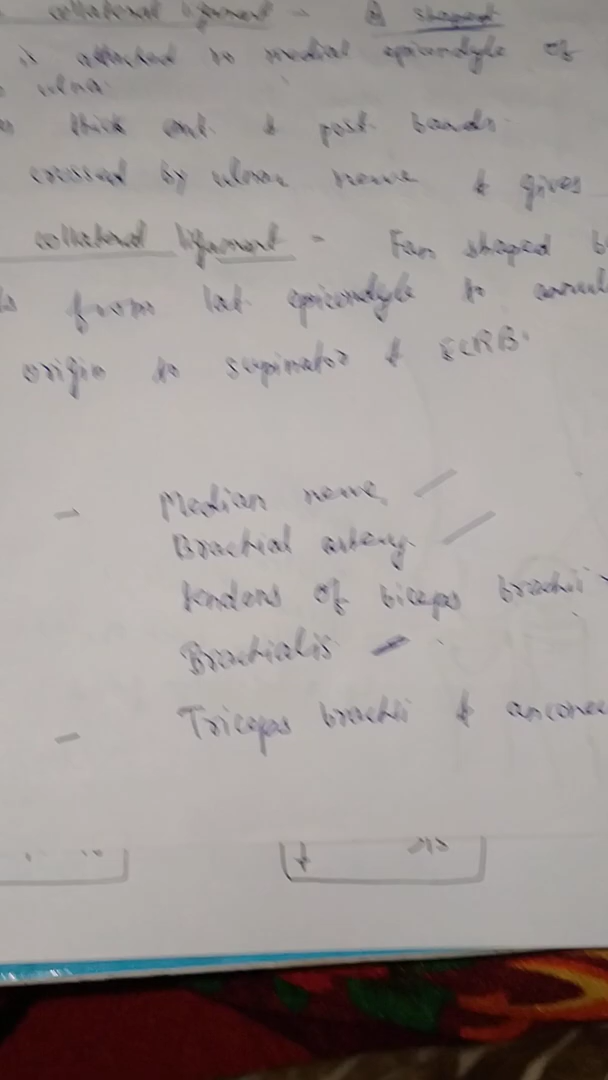 collateral ligament - Δ shaped
is attached to medial epicondyle of
ulna.
thick ant. & post. bands.
crossed by ulnar nerve & gives
collateral ligament - Fan shaped
from lat epicondyle to
origin to supinator & ECRB.
- Median nerve,
Brachial artery.
tendons of biceps brachii
Brachialis
- Triceps brachii &